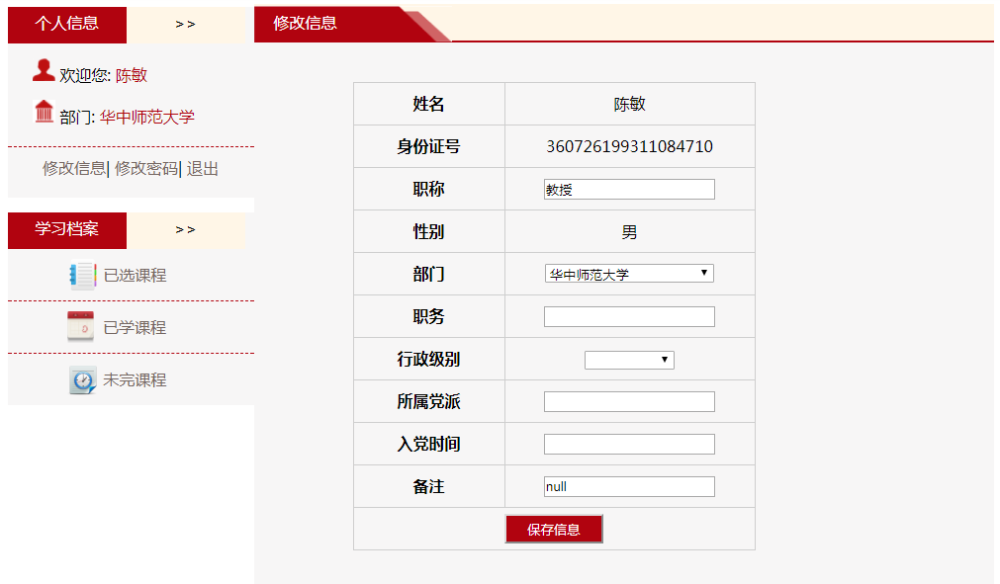 个人信息 >>
欢迎您: 陈敏
部门: 华中师范大学
修改信息| 修改密码| 退出
学习档案 >>
已选课程
已学课程
未完课程
修改信息
姓名 陈敏
身份证号 360726199311084710
职称 教授
性别 男
部门 华中师范大学
职务
行政级别
所属党派
入党时间
备注 null
保存信息